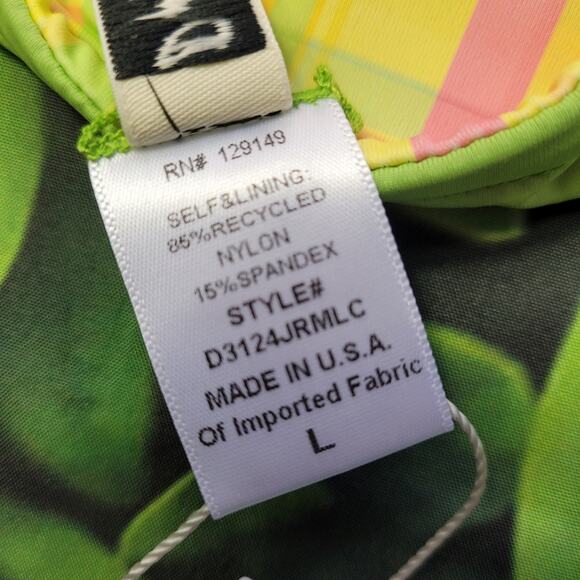 RN# 129149
SELF&LINING:
85%RECYCLED
NYLON
15%SPANDEX
STYLE#
D3124JRMLC
MADE IN U.S.A.
Of Imported Fabric
L